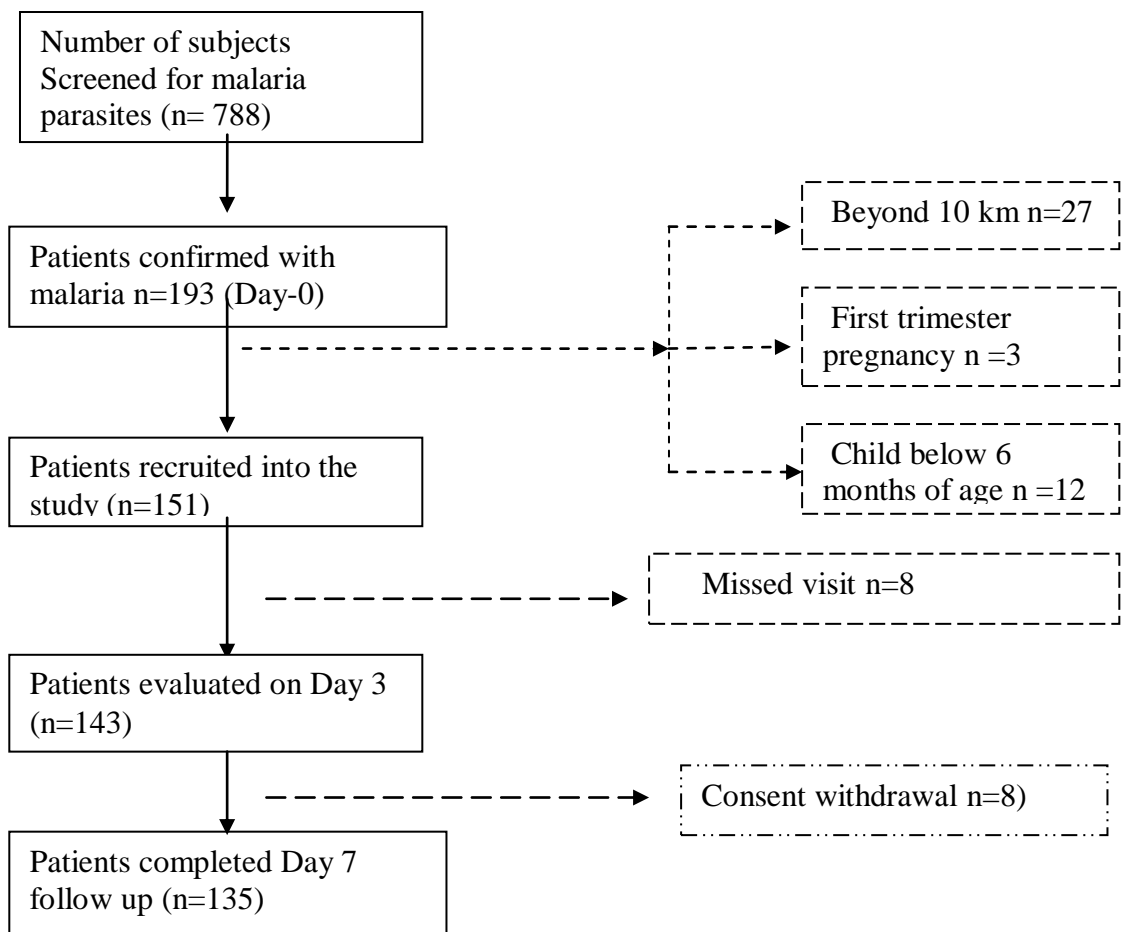 Number of subjects
Screened for malaria
parasites (n= 788)
Beyond 10 km n=27
Patients confirmed with
malaria n=193 (Day-0)
First trimester
pregnancy n =3
Child below 6
months of age n =12
Patients recruited into the
study (n=151)
Missed visit n=8
Patients evaluated on Day 3
(n=143)
Consent withdrawal n=8)
Patients completed Day 7
follow up (n=135)